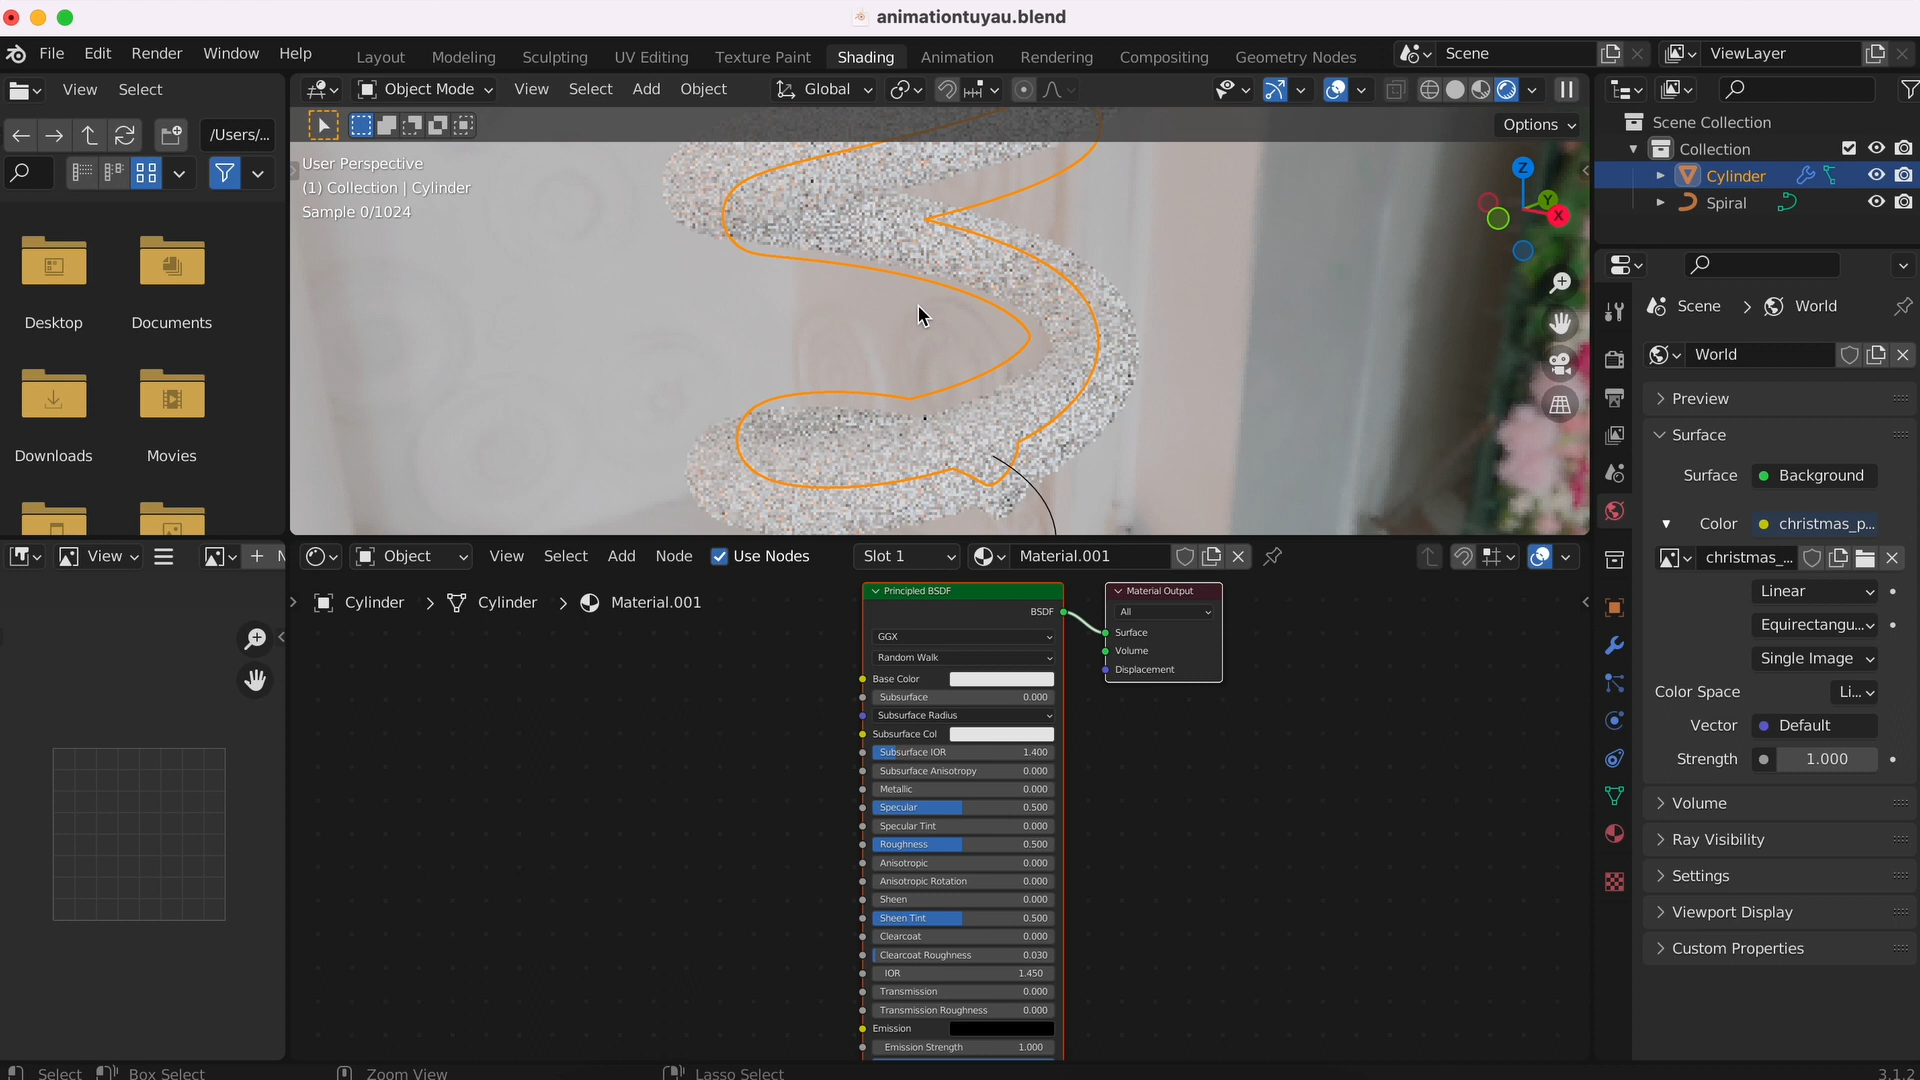 animationtuyau.blend
File Edit Render Window Help Layout Modeling Sculpting UV Editing Texture Paint Shading Animation Rendering Compositing Geometry Nodes Scene ViewLayer
View Select
Object Mode View Select Add Object Global
Options
/Users/...
User Perspective
(1) Collection | Cylinder
Sample 0/1024
Z
Y
X
Desktop Documents
Downloads Movies
Scene Collection
Collection
Cylinder
Spiral
Scene > World
World
Preview
Surface
Surface Background
Color christmas_p...
christmas_...
Linear
Equirectangu...
Single Image
Color Space Li...
Vector Default
Strength 1.000
Volume
Ray Visibility
Settings
Viewport Display
Custom Properties
View
Object View Select Add Node Use Nodes Slot 1 Material.001
Cylinder > Cylinder > Material.001
Principled BSDF
BSDF
GGX
Random Walk
Base Color
Subsurface 0.000
Subsurface Radius
Subsurface Col
Subsurface IOR 1.400
Subsurface Anisotropy 0.000
Metallic 0.000
Specular 0.500
Specular Tint 0.000
Roughness 0.500
Anisotropic 0.000
Anisotropic Rotation 0.000
Sheen 0.000
Sheen Tint 0.500
Clearcoat 0.000
Clearcoat Roughness 0.030
IOR 1.450
Transmission 0.000
Transmission Roughness 0.000
Emission
Emission Strength 1.000
Material Output
All
Surface
Volume
Displacement
Select Box Select Zoom View Lasso Select 3.1.2